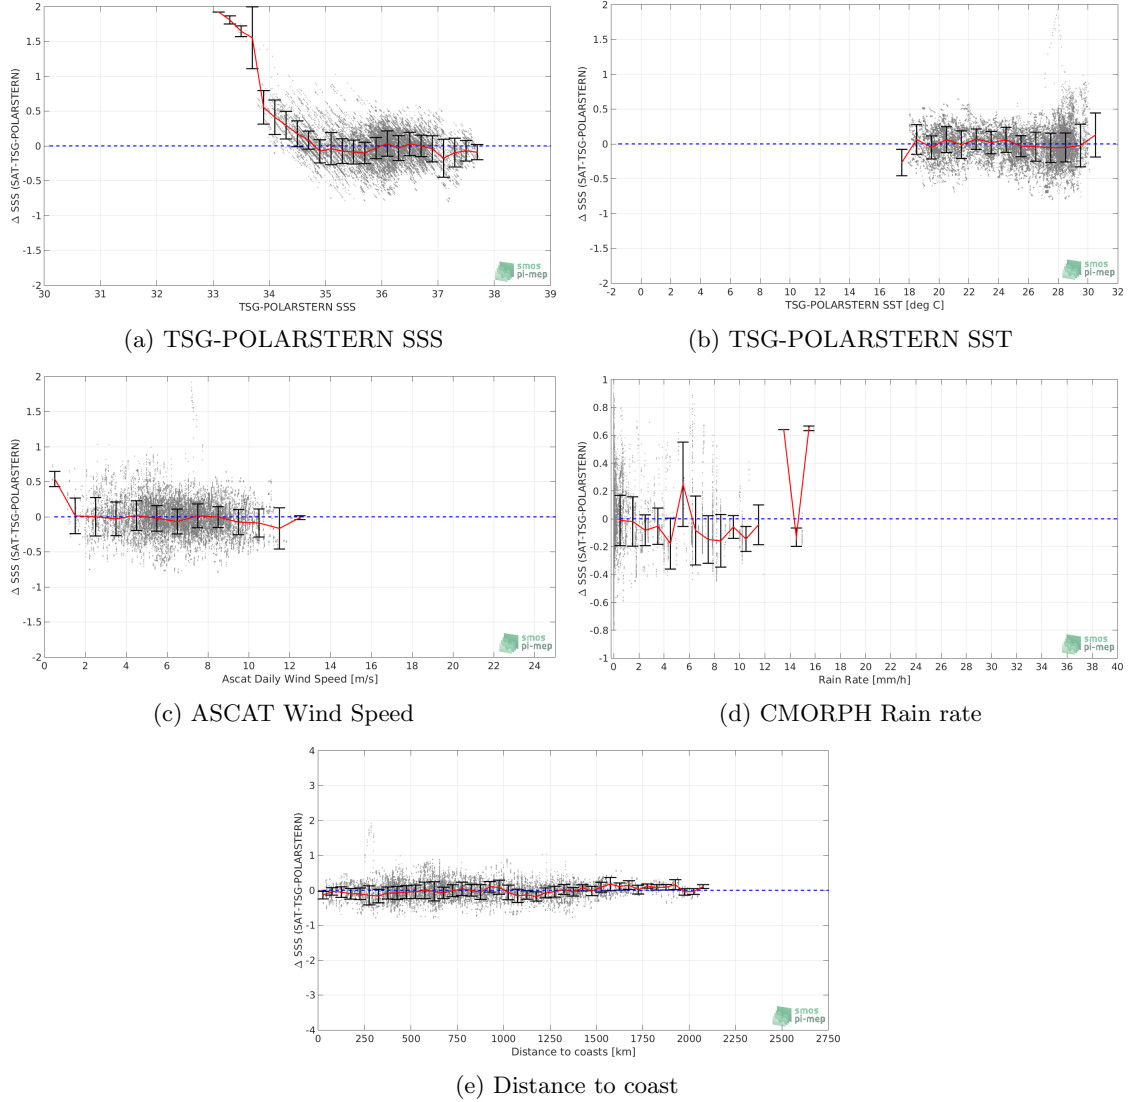 2
1.5
1
0.5
0
-0.5
-1
-1.5
-2
Δ SSS (SAT-TSG-POLARSTERN)
30 31 32 33 34 35 36 37 38 39
TSG-POLARSTERN SSS
smos
pi-mep
(a) TSG-POLARSTERN SSS
2
1.5
1
0.5
0
-0.5
-1
-1.5
-2
Δ SSS (SAT-TSG-POLARSTERN)
-2 0 2 4 6 8 10 12 14 16 18 20 22 24 26 28 30 32
TSG-POLARSTERN SST [deg C]
smos
pi-mep
(b) TSG-POLARSTERN SST
2
1.5
1
0.5
0
-0.5
-1
-1.5
-2
Δ SSS (SAT-TSG-POLARSTERN)
0 2 4 6 8 10 12 14 16 18 20 22 24
Ascat Daily Wind Speed [m/s]
smos
pi-mep
(c) ASCAT Wind Speed
1
0.8
0.6
0.4
0.2
0
-0.2
-0.4
-0.6
-0.8
-1
Δ SSS (SAT-TSG-POLARSTERN)
0 2 4 6 8 10 12 14 16 18 20 22 24 26 28 30 32 34 36 38 40
Rain Rate [mm/h]
smos
pi-mep
(d) CMORPH Rain rate
4
3
2
1
0
-1
-2
-3
-4
Δ SSS (SAT-TSG-POLARSTERN)
0 250 500 750 1000 1250 1500 1750 2000 2250 2500 2750
Distance to coasts [km]
smos
pi-mep
(e) Distance to coast